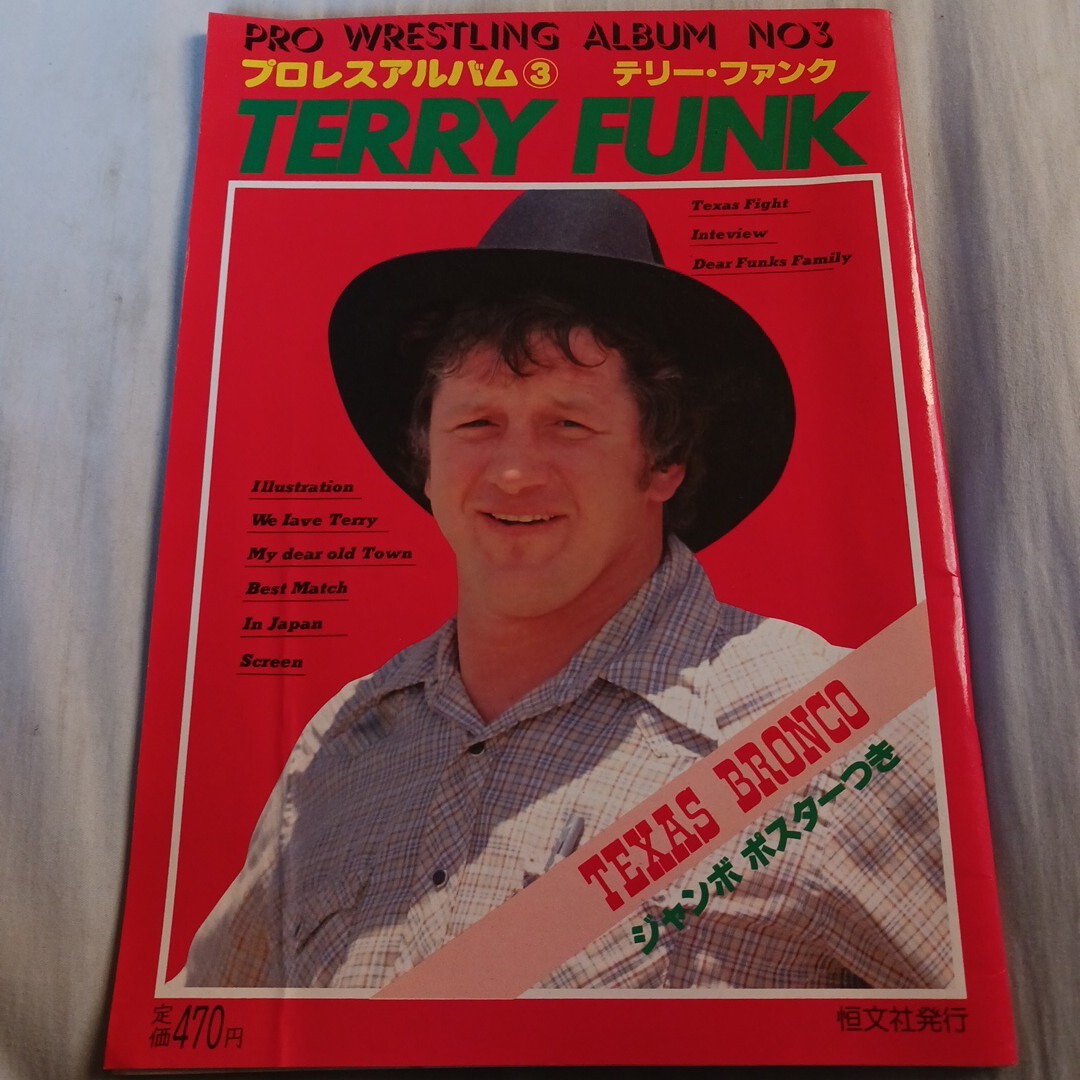 PRO WRESTLING ALBUM NO3
プロレスアルバム③ テリー・ファンク
TERRY FUNK
Texas Fight
Inteview
Dear Funks Family
Illustration
We Iave Terry
My dear old Town
Best Match
In Japan
Screen
TEXAS BRONCO
ジャンボ ポスターつき
定価470円
恒文社発行